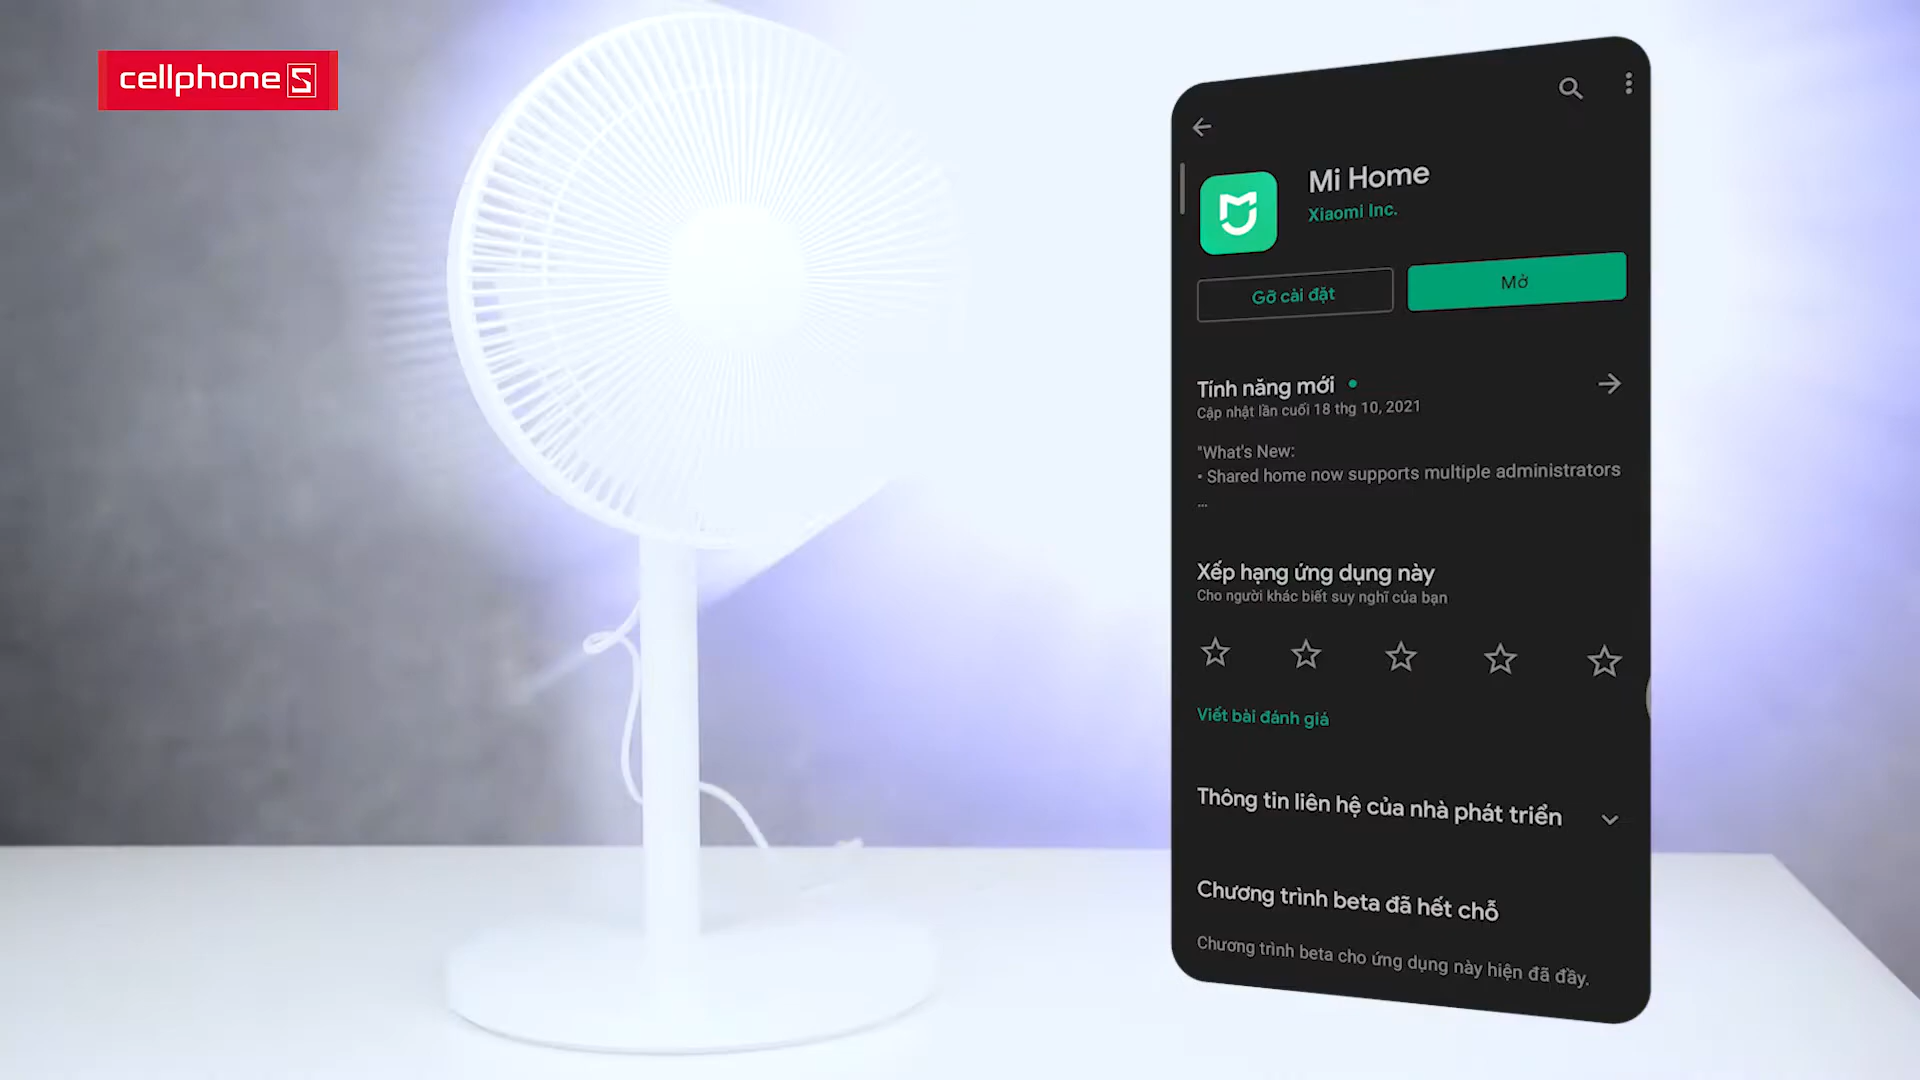 cellphoneS
Mi Home
Xiaomi Inc.
Gỡ cài đặt
Mở
Tính năng mới
Cập nhật lần cuối 18 thg 10, 2021
"What's New:
• Shared home now supports multiple administrators
...
Xếp hạng ứng dụng này
Cho người khác biết suy nghĩ của bạn
Viết bài đánh giá
Thông tin liên hệ của nhà phát triển
Chương trình beta đã hết chỗ
Chương trình beta cho ứng dụng này hiện đã đầy.